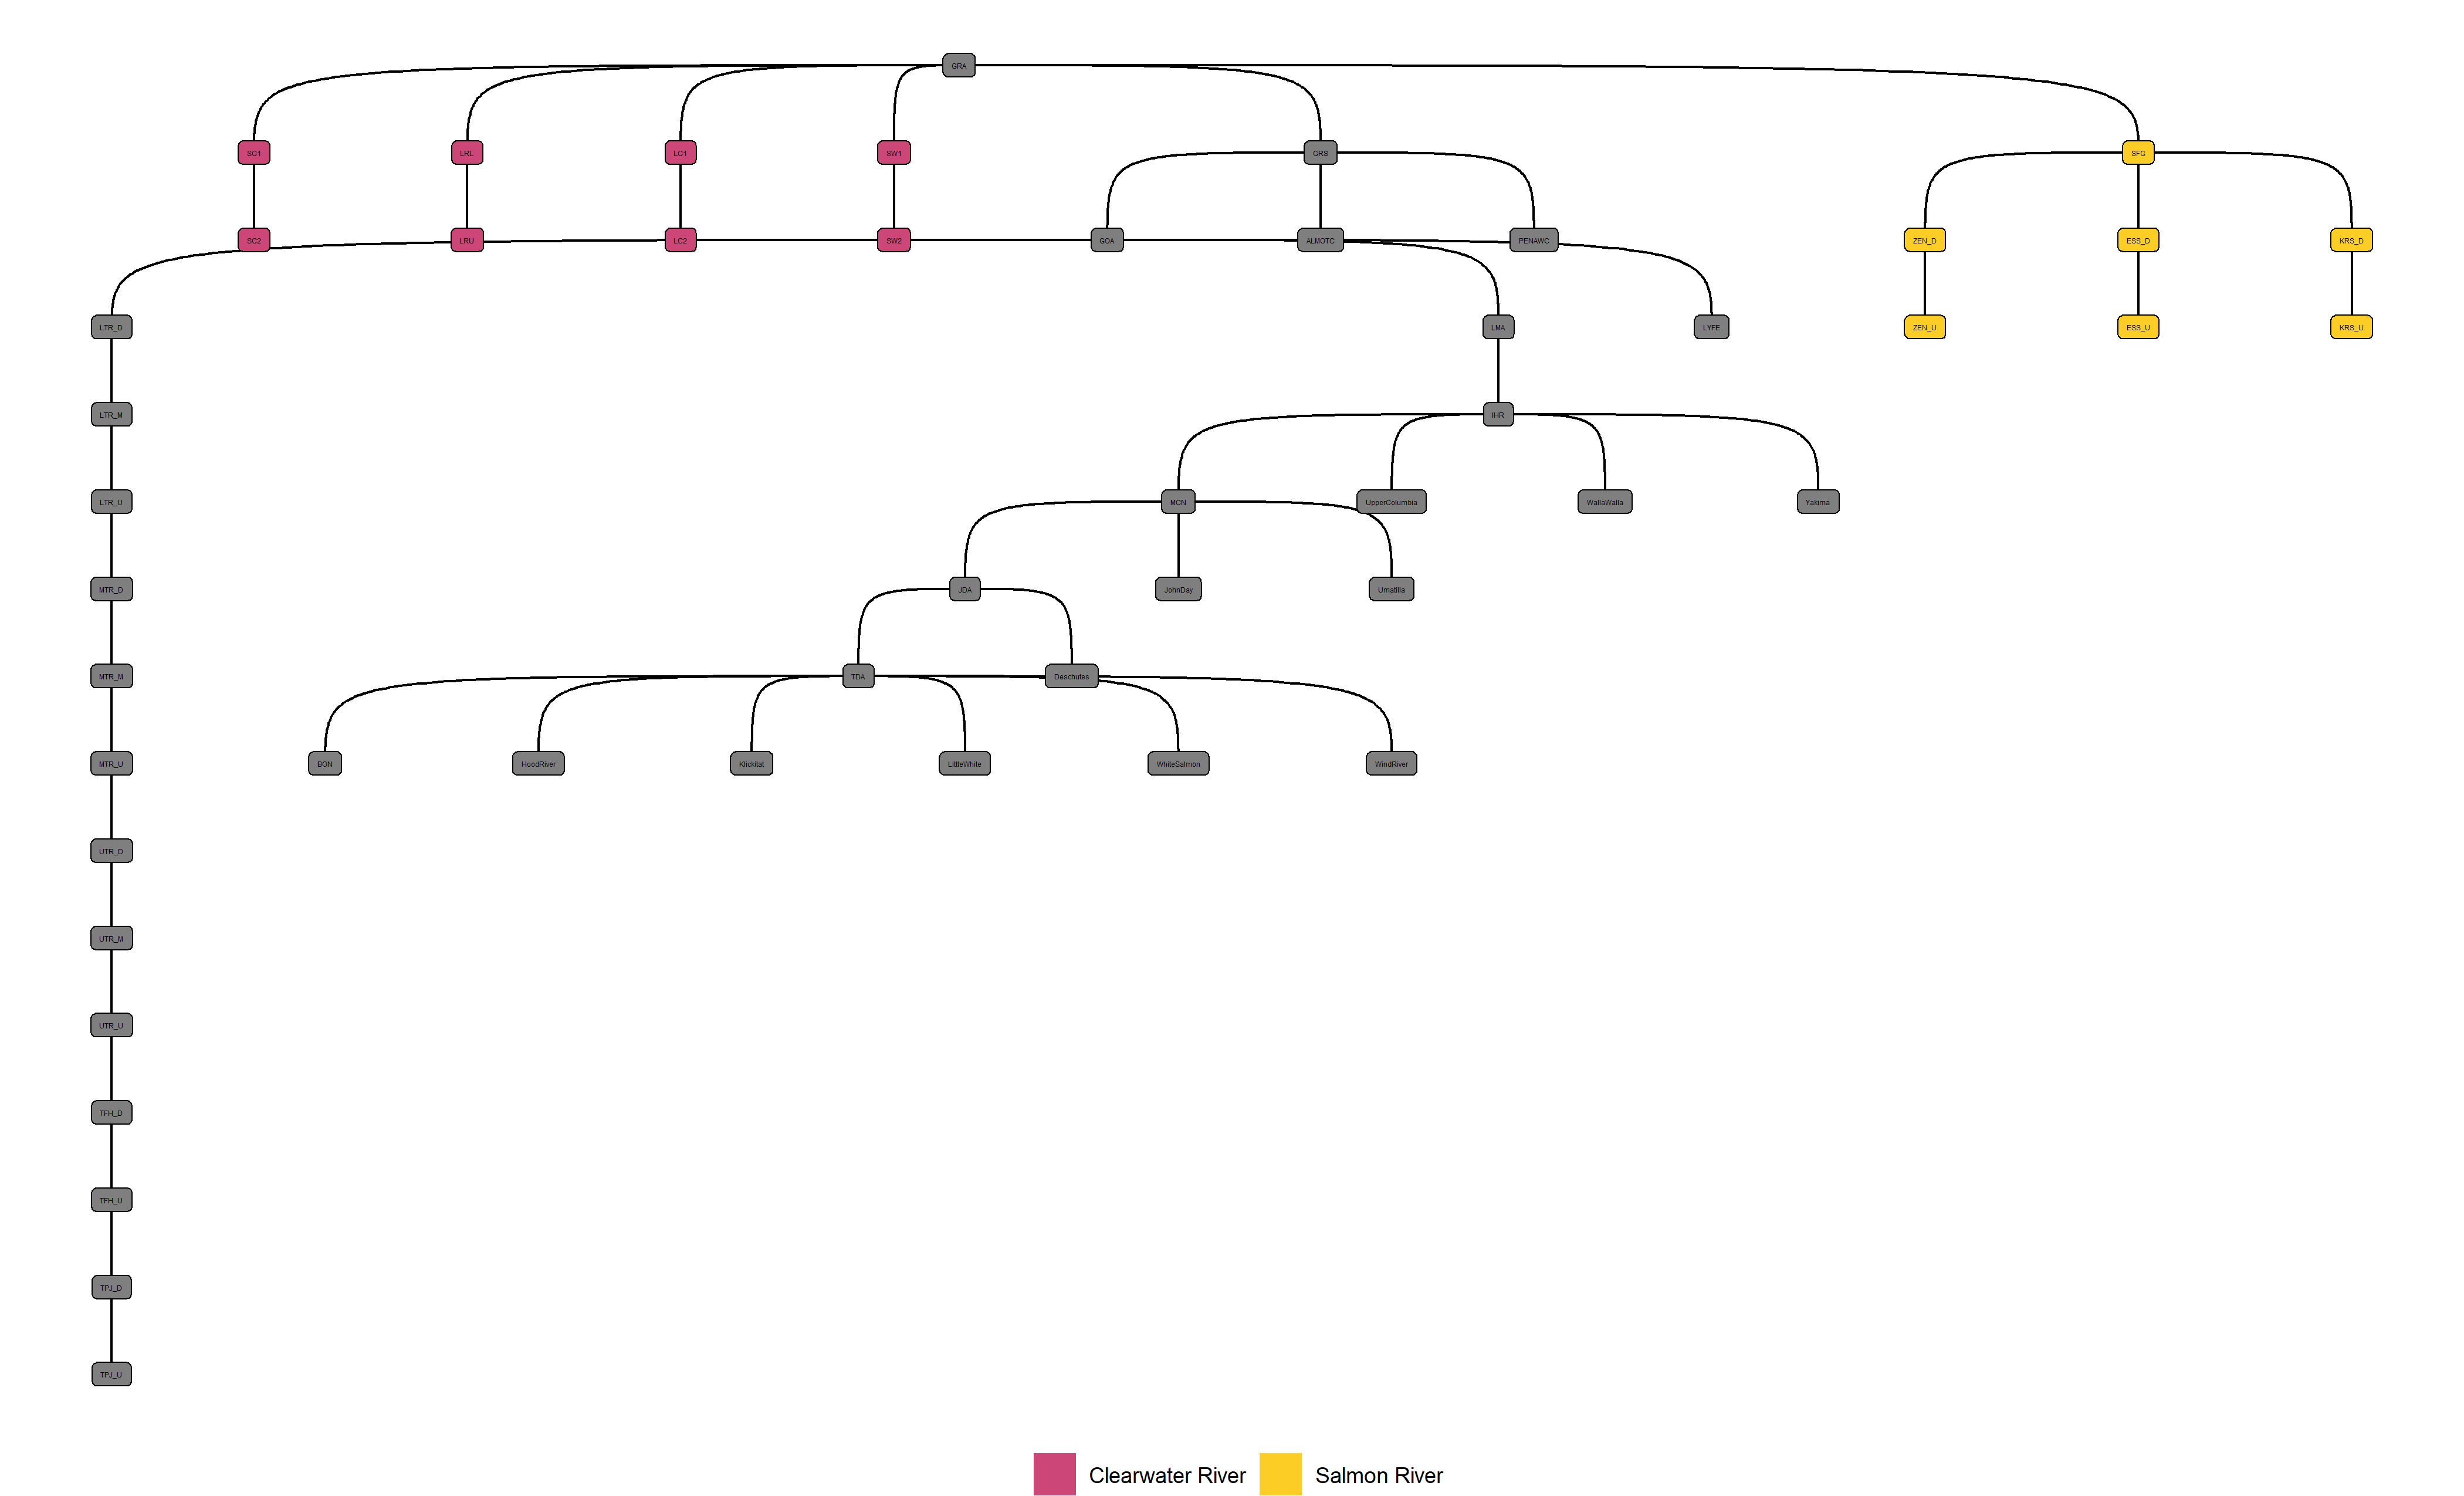 GRA
SC1
LRL
LC1
SW1
GRS
SFG
SC2
LRU
LC2
SW2
GOA
ALMOTC
PENAWC
ZEN_D
ESS_D
KRS_D
LTR_D
LMA
LYFE
ZEN_U
ESS_U
KRS_U
LTR_M
IHR
LTR_U
MCN
UpperColumbia
WallaWalla
Yakima
MTR_D
JDA
JohnDay
Umatilla
MTR_M
TDA
Deschutes
MTR_U
BON
HoodRiver
Klickitat
LittleWhite
WhiteSalmon
WindRiver
UTR_D
UTR_M
UTR_U
TFH_D
TFH_U
TPJ_D
TPJ_U
Clearwater River
Salmon River